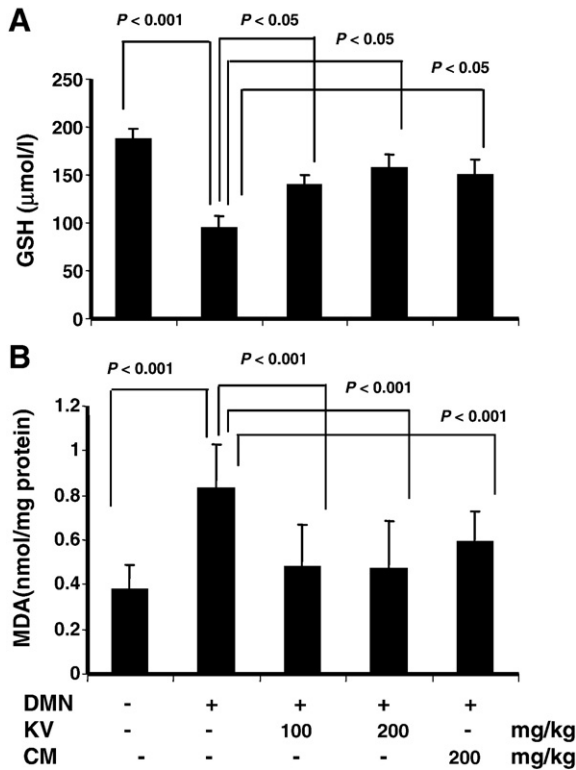 A
P < 0.001
P < 0.05
P < 0.05
P < 0.05
GSH (µmol/l)
250
200
150
100
50
0
B
P < 0.001
P < 0.001
P < 0.001
P < 0.001
MDA(nmol/mg protein)
1.2
1
0.8
0.6
0.4
0.2
0
DMN - + + + +
KV - - 100 200 - mg/kg
CM - - - - 200 mg/kg